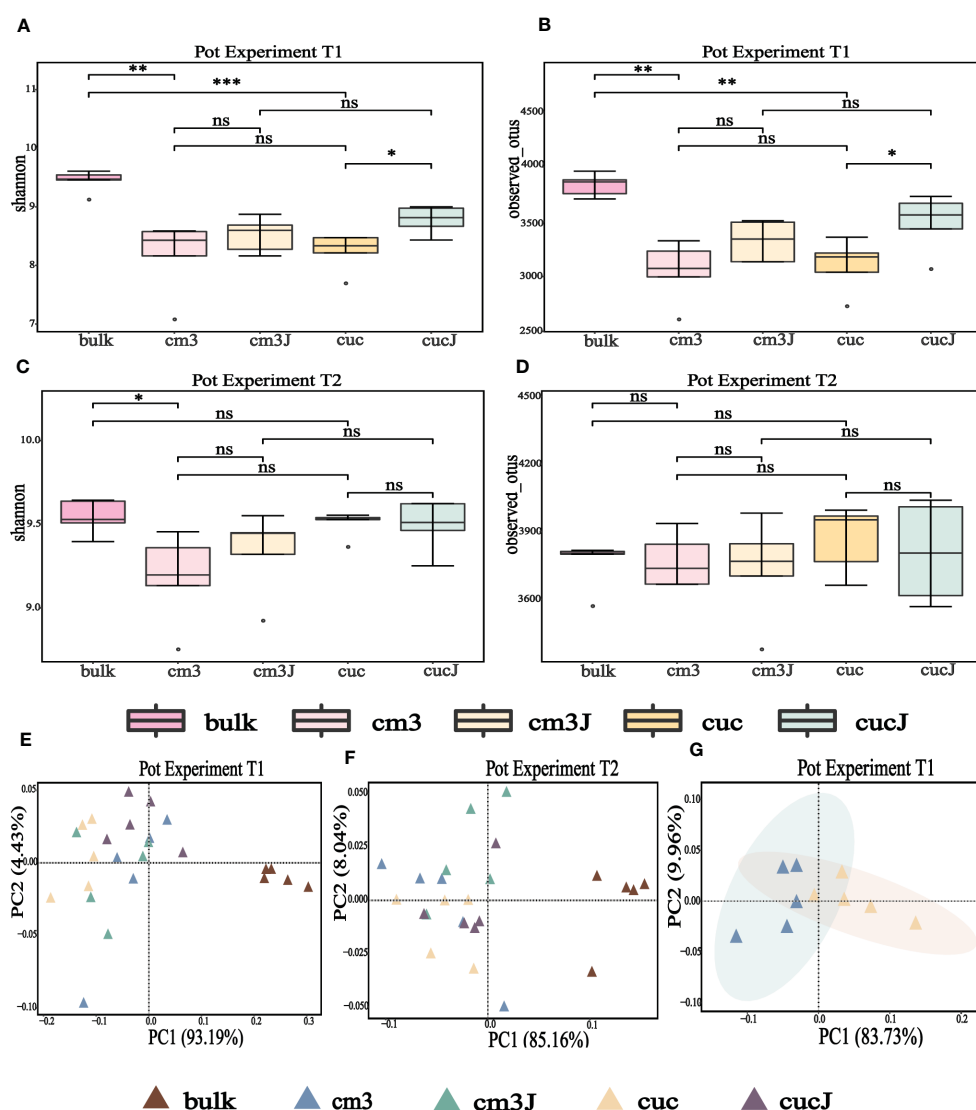 A
Pot Experiment T1
11
9
8
7
shannon
**
***
ns
ns
ns
*
bulk cm3 cm3J cuc cucJ
B
Pot Experiment T1
4500
4000
3500
3000
2500
observed_otus
**
**
ns
ns
ns
*
bulk cm3 cm3J cuc cucJ
C
Pot Experiment T2
10.0
9.5
9.0
shannon
*
ns
ns
ns
ns
ns
bulk cm3 cm3J cuc cucJ
D
Pot Experiment T2
4500
4200
3900
3600
observed_otus
ns
ns
ns
ns
ns
ns
bulk cm3 cm3J cuc cucJ
bulk cm3 cm3J cuc cucJ
E
Pot Experiment T1
0.05
0.00
−0.05
−0.10
PC2 (4.43%)
−0.2 −0.1 0.0 0.2 0.3
PC1 (93.19%)
F
Pot Experiment T2
0.050
0.025
0.000
−0.025
−0.050
PC2 (8.04%)
−0.1 0.0 0.1
PC1 (85.16%)
G
Pot Experiment T1
0.10
0.05
0.00
−0.05
−0.10
PC2 (9.96%)
−0.1 0.0 0.1 0.2
PC1 (83.73%)
bulk cm3 cm3J cuc cucJ